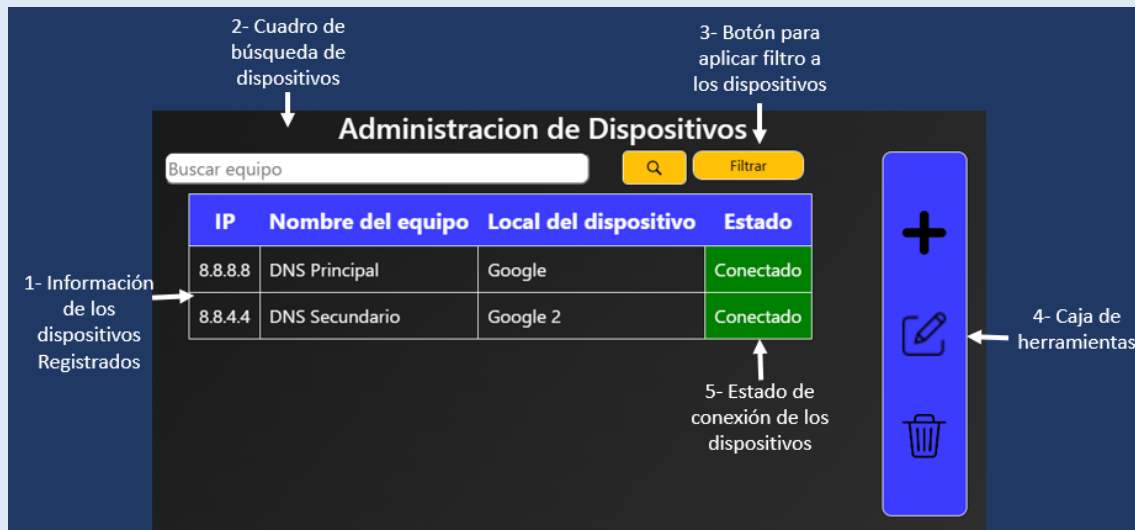 2- Cuadro de
búsqueda de
dispositivos
3- Botón para
aplicar filtro a
los dispositivos
Administracion de Dispositivos
Buscar equipo
Filtrar
IP Nombre del equipo Local del dispositivo Estado
8.8.8.8 DNS Principal Google Conectado
8.8.4.4 DNS Secundario Google 2 Conectado
1- Información
de los
dispositivos
Registrados
4- Caja de
herramientas
5- Estado de
conexión de los
dispositivos